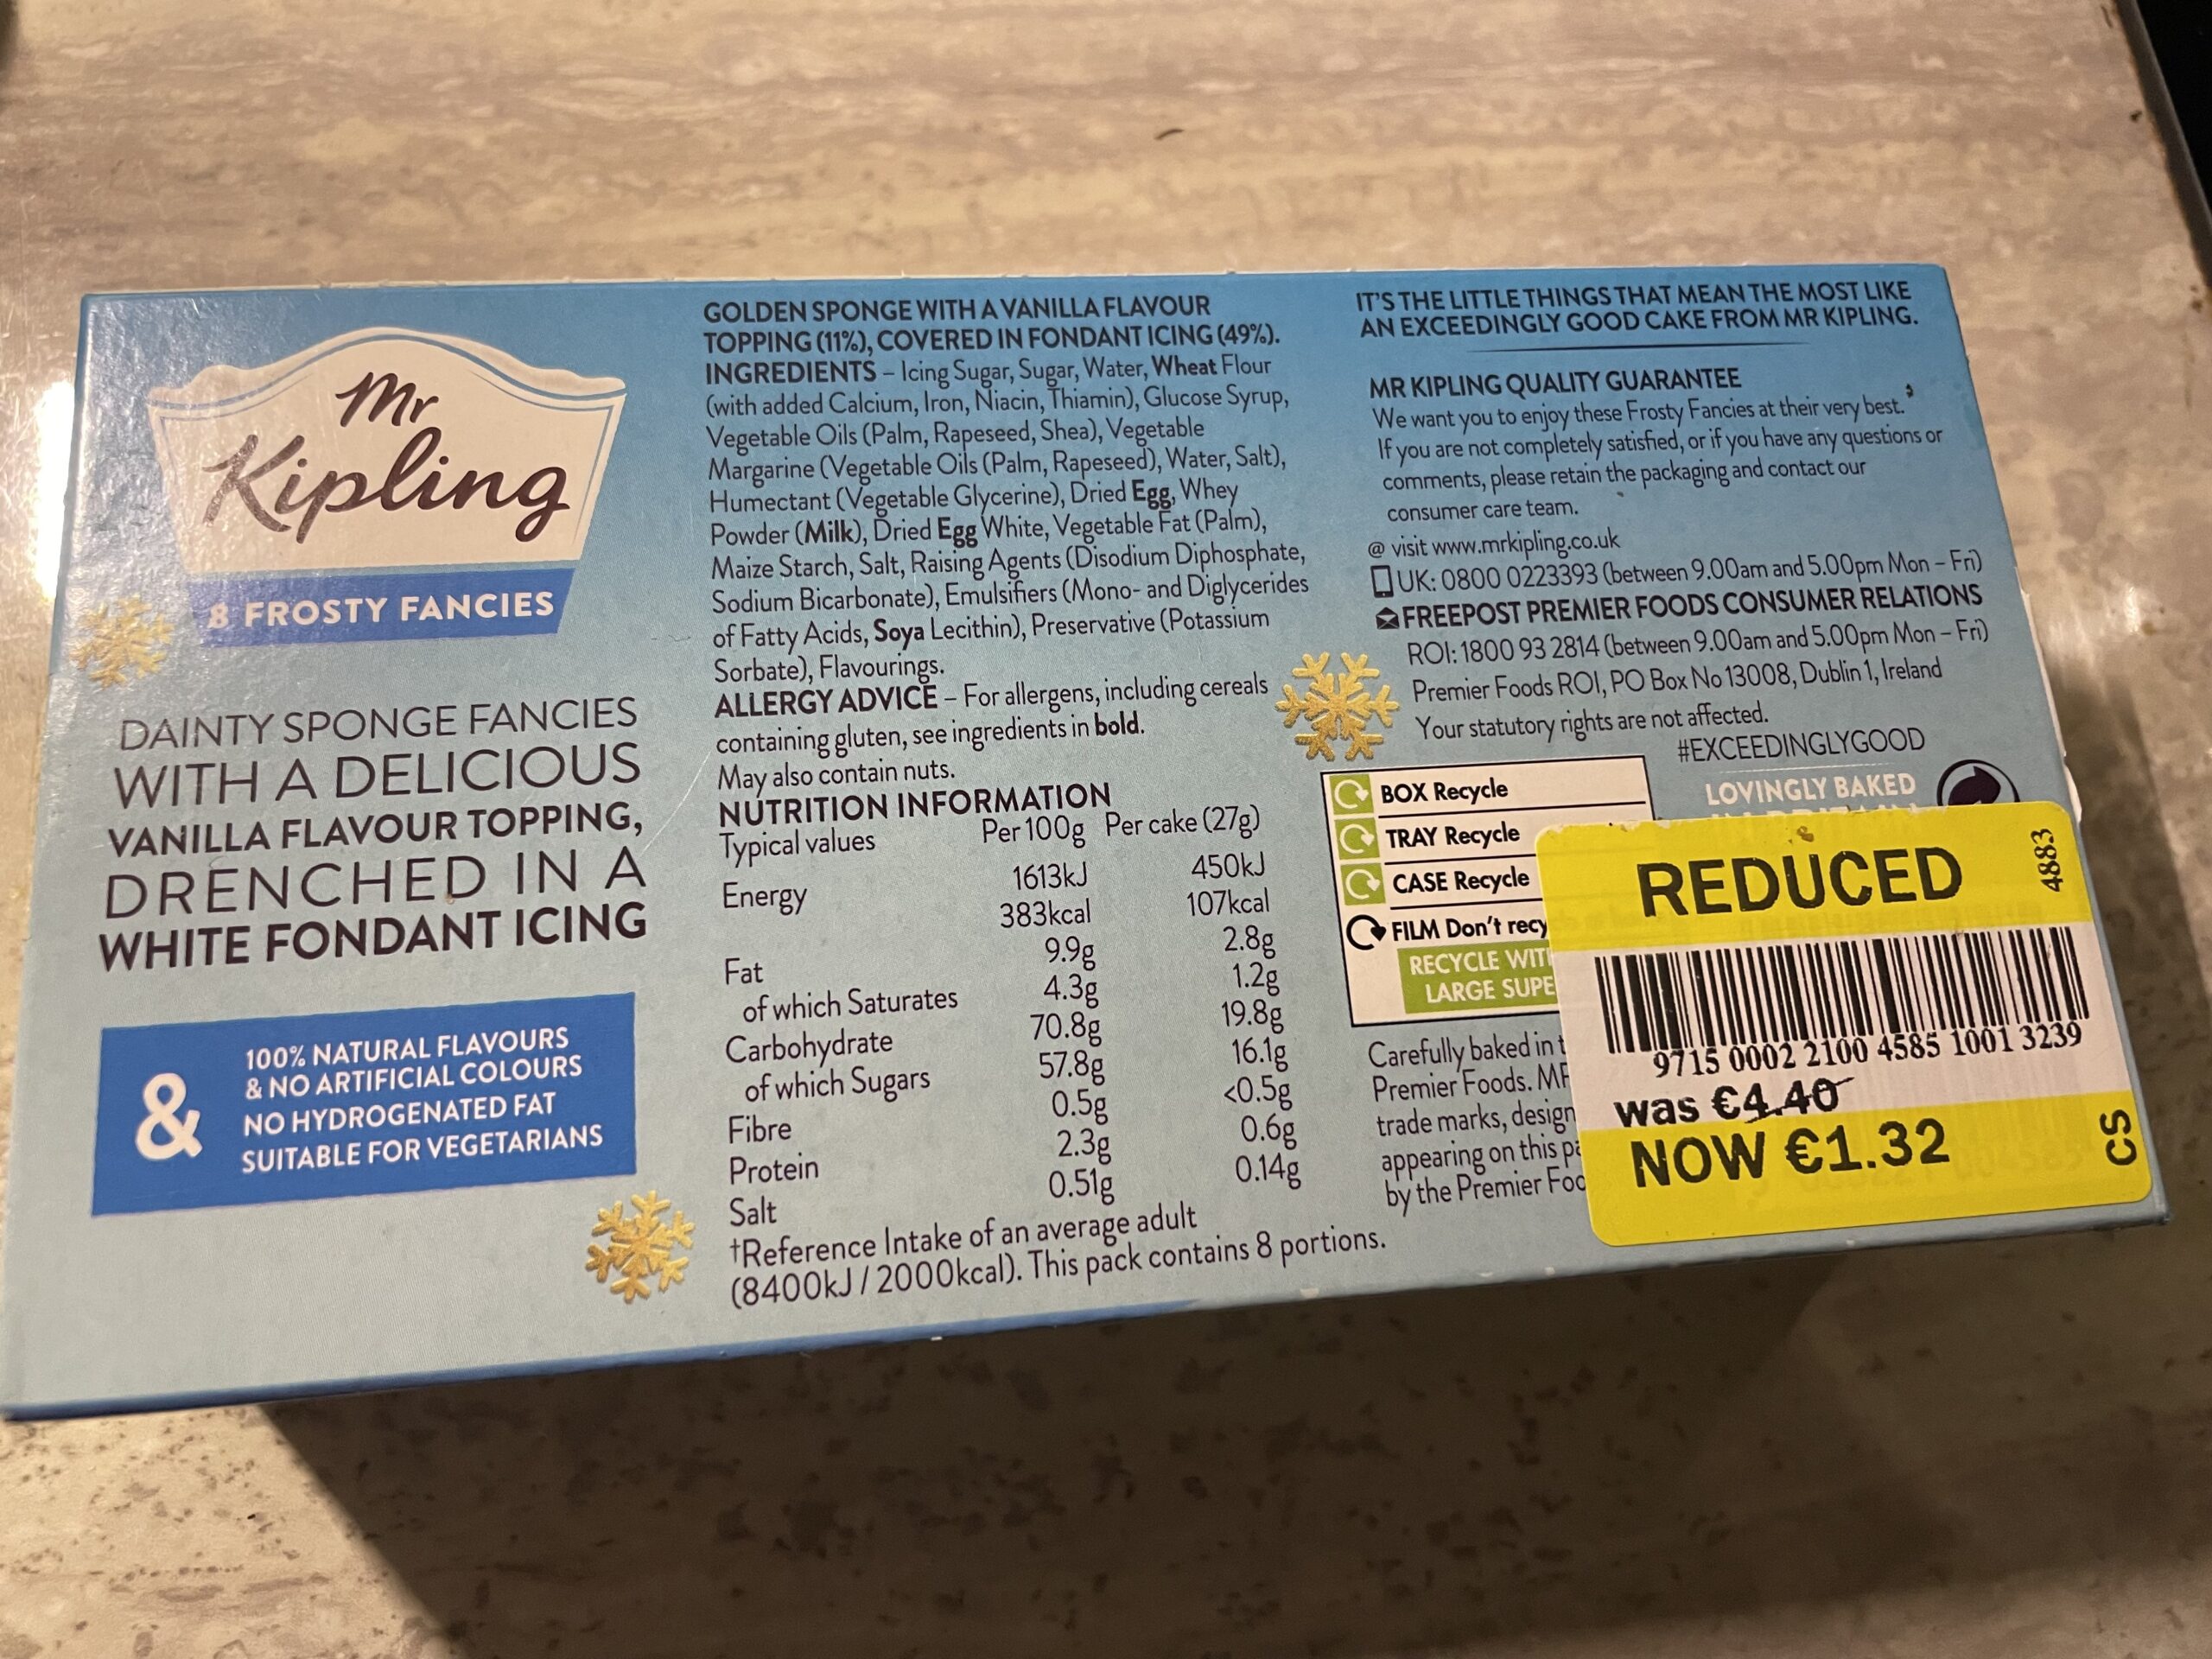 Mr
Kipling
8 FROSTY FANCIES
DAINTY SPONGE FANCIES
WITH A DELICIOUS
VANILLA FLAVOUR TOPPING,
DRENCHED IN A
WHITE FONDANT ICING
&
100% NATURAL FLAVOURS
& NO ARTIFICIAL COLOURS
NO HYDROGENATED FAT
SUITABLE FOR VEGETARIANS
GOLDEN SPONGE WITH A VANILLA FLAVOUR
TOPPING (11%), COVERED IN FONDANT ICING (49%).
INGREDIENTS – Icing Sugar, Sugar, Water, Wheat Flour
(with added Calcium, Iron, Niacin, Thiamin), Glucose Syrup,
Vegetable Oils (Palm, Rapeseed, Shea), Vegetable
Margarine (Vegetable Oils (Palm, Rapeseed), Water, Salt),
Humectant (Vegetable Glycerine), Dried Egg, Whey
Powder (Milk), Dried Egg White, Vegetable Fat (Palm),
Maize Starch, Salt, Raising Agents (Disodium Diphosphate,
Sodium Bicarbonate), Emulsifiers (Mono- and Diglycerides
of Fatty Acids, Soya Lecithin), Preservative (Potassium
Sorbate), Flavourings.
ALLERGY ADVICE – For allergens, including cereals
containing gluten, see ingredients in bold.
May also contain nuts.
NUTRITION INFORMATION
Typical values Per 100g Per cake (27g)
Energy 1613kJ 450kJ
383kcal 107kcal
Fat 9.9g 2.8g
of which Saturates 4.3g 1.2g
Carbohydrate 70.8g 19.8g
of which Sugars 57.8g 16.1g
Fibre 0.5g <0.5g
Protein 2.3g 0.6g
Salt 0.51g 0.14g
†Reference Intake of an average adult
(8400kJ / 2000kcal). This pack contains 8 portions.
IT'S THE LITTLE THINGS THAT MEAN THE MOST LIKE
AN EXCEEDINGLY GOOD CAKE FROM MR KIPLING.
MR KIPLING QUALITY GUARANTEE
We want you to enjoy these Frosty Fancies at their very best.
If you are not completely satisfied, or if you have any questions or
comments, please retain the packaging and contact our
consumer care team.
@ visit www.mrkipling.co.uk
UK: 0800 0223393 (between 9.00am and 5.00pm Mon – Fri)
FREEPOST PREMIER FOODS CONSUMER RELATIONS
ROI: 1800 93 2814 (between 9.00am and 5.00pm Mon – Fri)
Premier Foods ROI, PO Box No 13008, Dublin 1, Ireland
Your statutory rights are not affected.
#EXCEEDINGLYGOOD
LOVINGLY BAKED
BOX Recycle
TRAY Recycle
CASE Recycle
FILM Don't recy
RECYCLE WIT
LARGE SUPE
Carefully baked in t
Premier Foods. MR
trade marks, design
appearing on this pa
by the Premier Foo
REDUCED
4883
9715 0002 2100 4585 1001 3239
was €4.40
NOW €1.32
CS